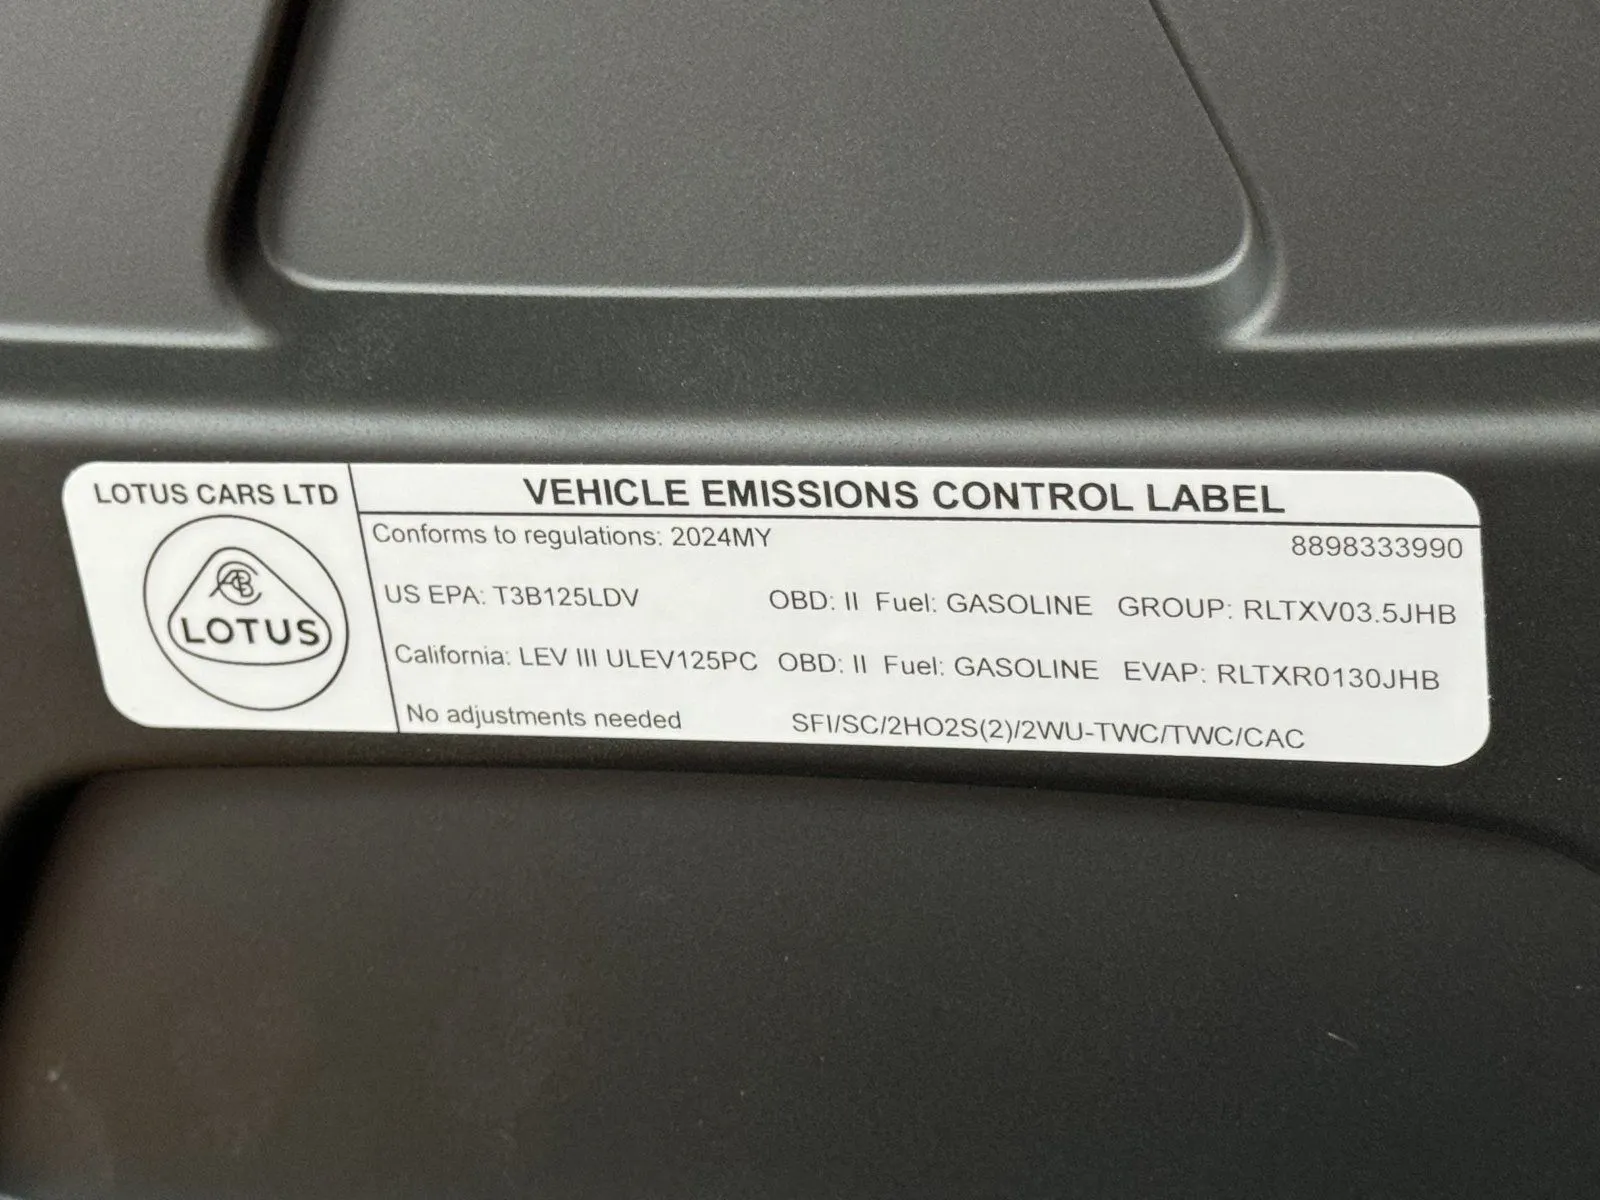 LOTUS CARS LTD
LOTUS
VEHICLE EMISSIONS CONTROL LABEL
Conforms to regulations: 2024MY
8898333990
US EPA: T3B125LDV OBD: II Fuel: GASOLINE GROUP: RLTXV03.5JHB
California: LEV III ULEV125PC OBD: II Fuel: GASOLINE EVAP: RLTXR0130JHB
No adjustments needed SFI/SC/2HO2S(2)/2WU-TWC/TWC/CAC